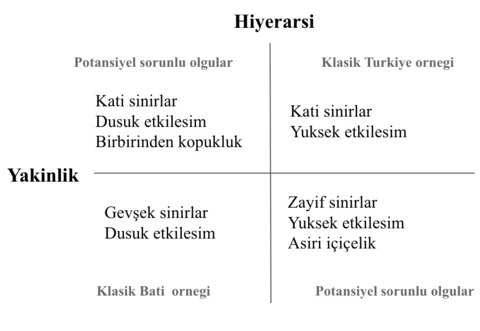 Hiyerarsi
Potansiyel sorunlu olgular
Klasik Turkiye ornegi
Kati sinirlar
Dusuk etkilesim
Birbirinden kopukluk
Kati sinirlar
Yuksek etkilesim
Yakinlik
Gevşek sinirlar
Dusuk etkilesim
Zayif sinirlar
Yuksek etkilesim
Asiri içiçelik
Klasik Bati ornegi
Potansiyel sorunlu olgular